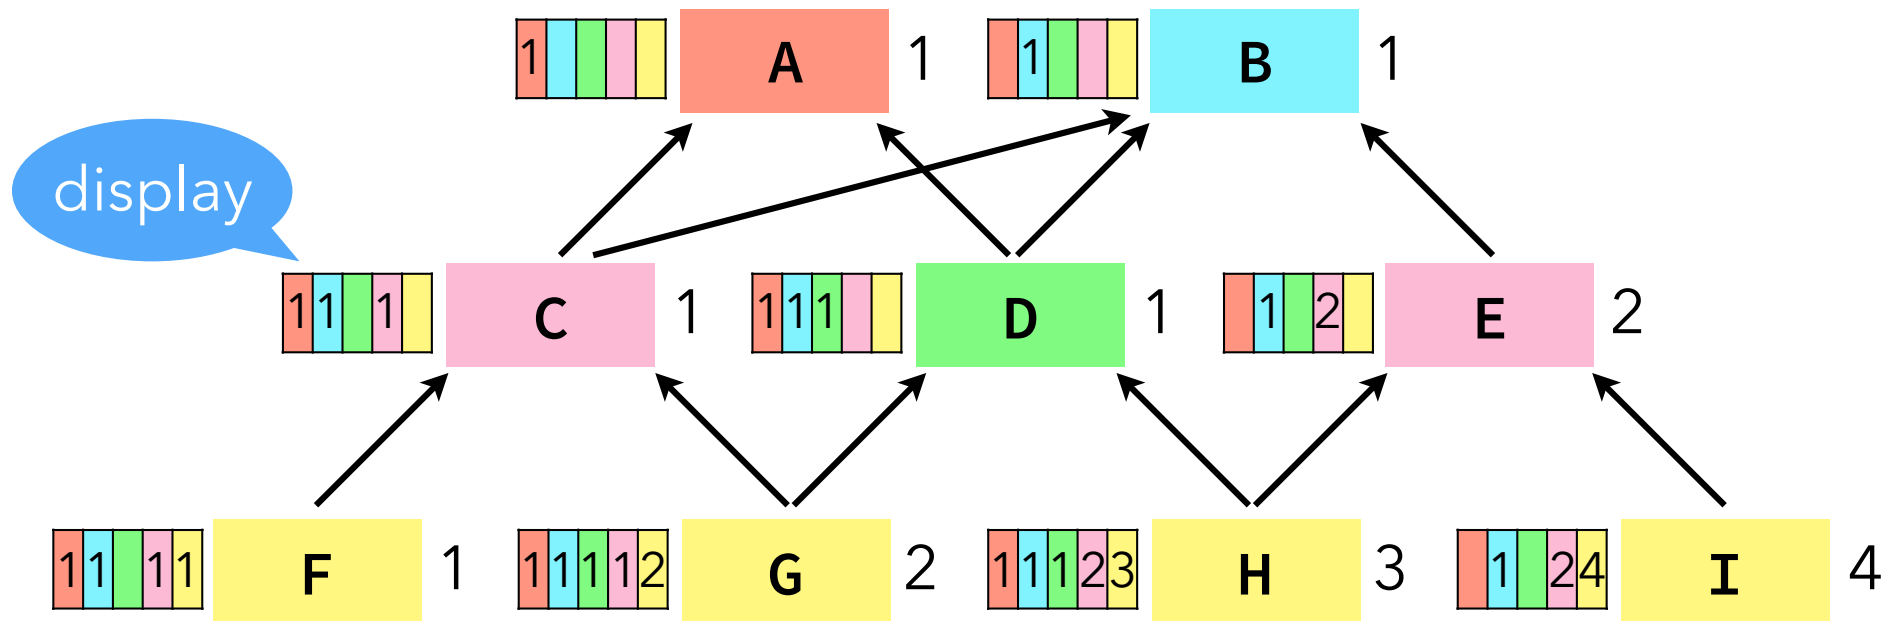 1 A 1
1 B 1
display
1 1 1 C 1
1 1 1 D 1
1 2 E 2
1 1 1 1 F 1
1 1 1 1 2 G 2
1 1 1 2 3 H 3
1 2 4 I 4